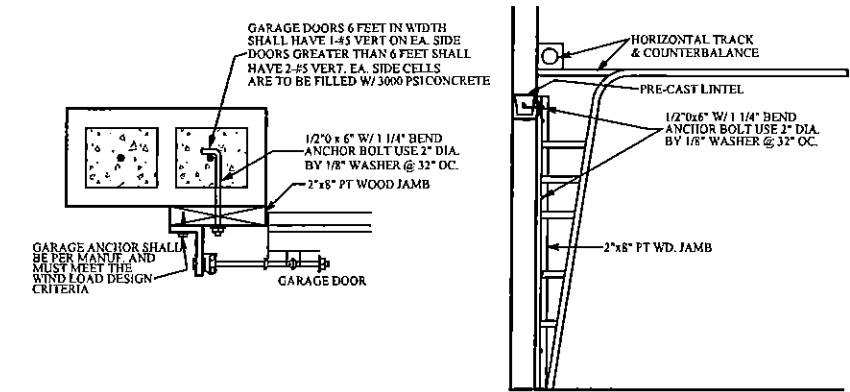 GARAGE DOORS 6 FEET IN WIDTH
SHALL HAVE 1-#5 VERT ON EA. SIDE
DOORS GREATER THAN 6 FEET SHALL
HAVE 2-#5 VERT. EA. SIDE CELLS
ARE TO BE FILLED W/ 3000 PSI CONCRETE
1/2"0 x 6" W/ 1 1/4" BEND
ANCHOR BOLT USE 2" DIA.
BY 1/8" WASHER @ 32" OC.
2"x8" PT WOOD JAMB
GARAGE ANCHOR SHALL
BE PER MANUF. AND
MUST MEET THE
WIND LOAD DESIGN
CRITERIA
GARAGE DOOR
HORIZONTAL TRACK
& COUNTERBALANCE
PRE-CAST LINTEL
1/2"0x6" W/ 1 1/4" BEND
ANCHOR BOLT USE 2" DIA.
BY 1/8" WASHER @ 32" OC.
2"x8" PT WD. JAMB